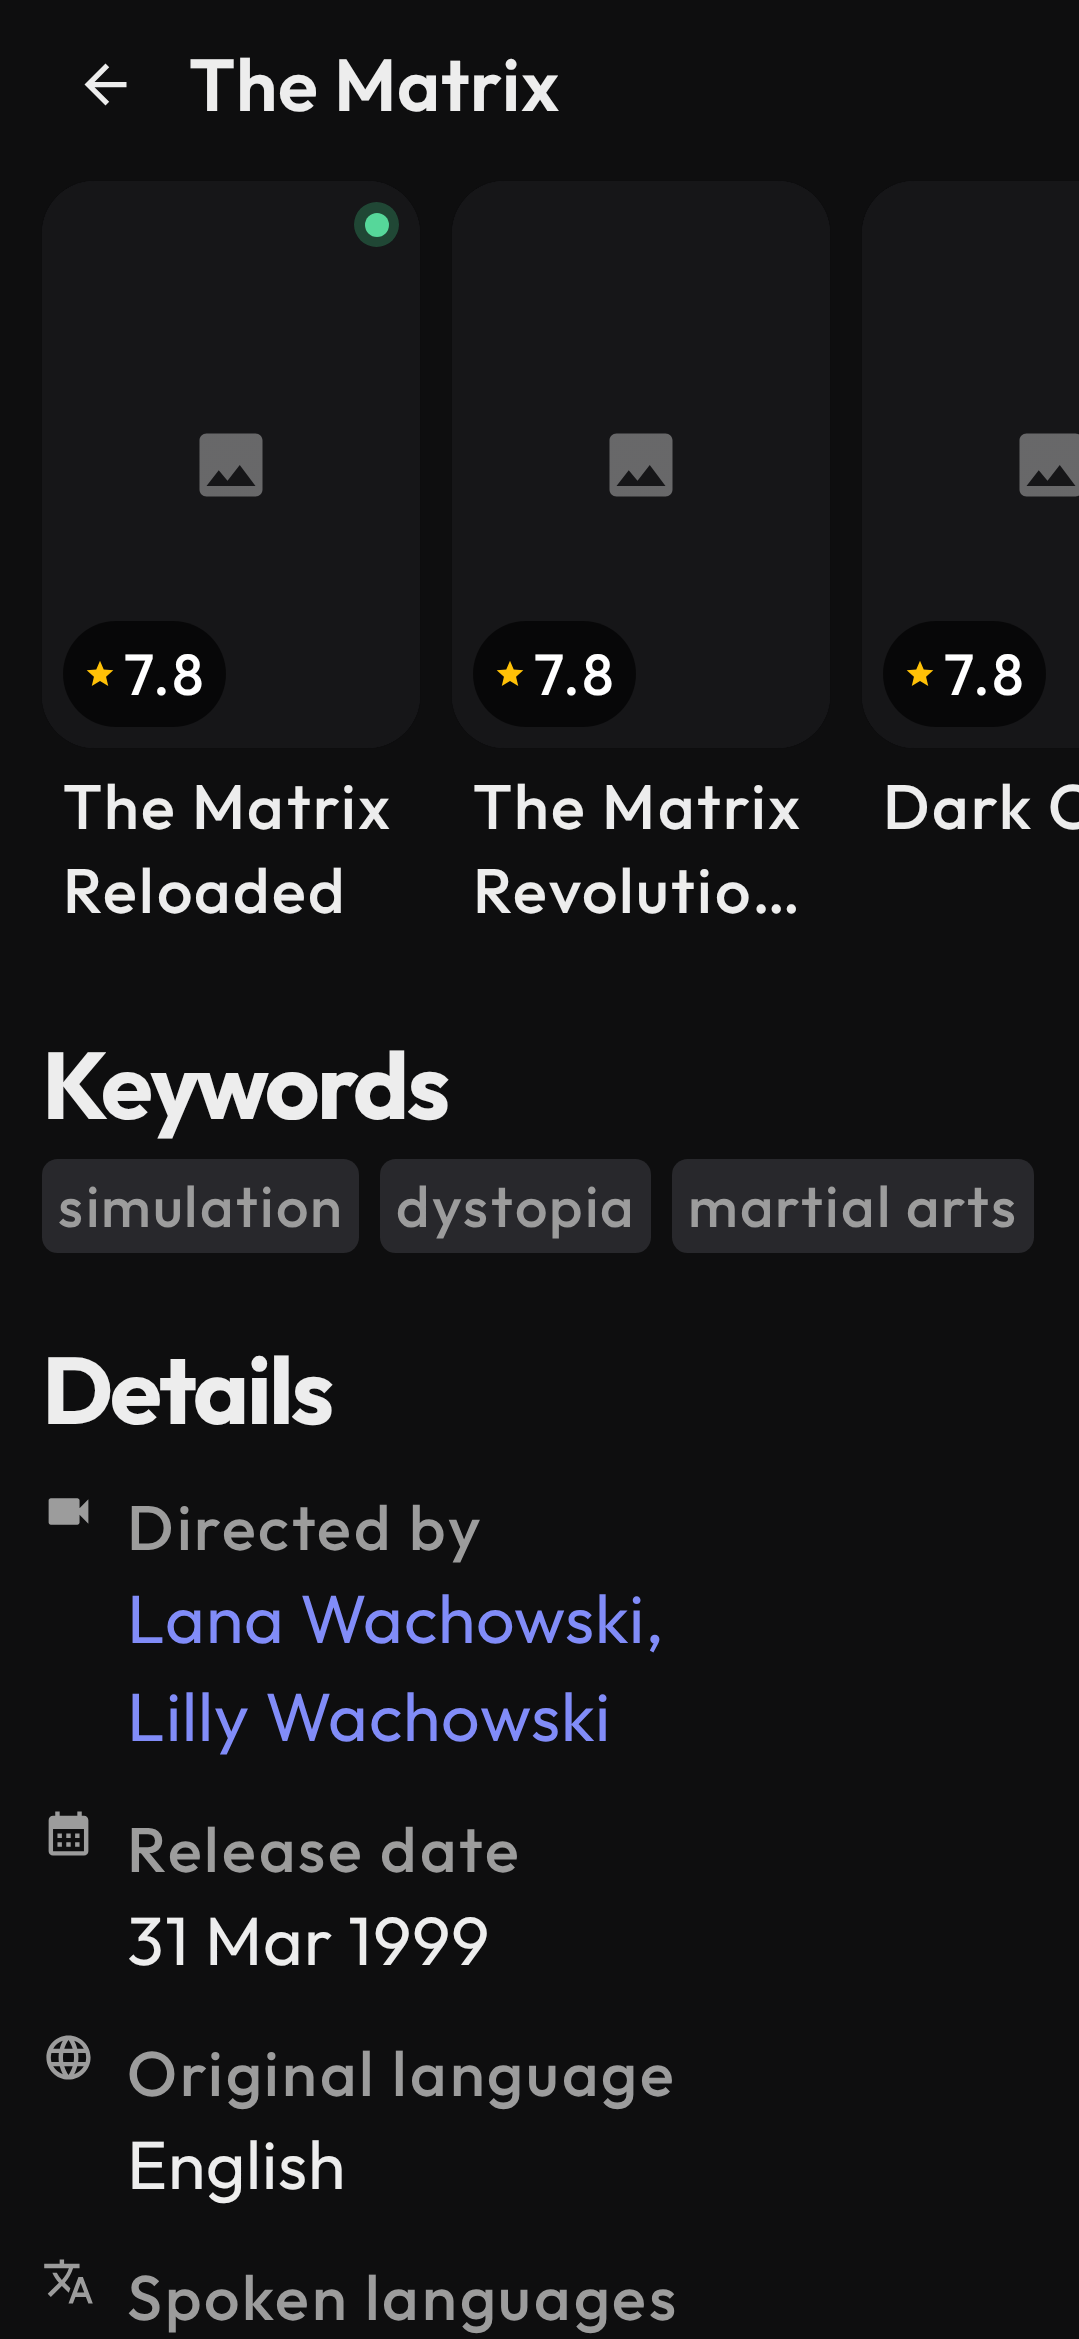 The Matrix
7.8
7.8
7.8
The Matrix
Reloaded
The Matrix
Revolutio...
Dark
Keywords
simulation
dystopia
martial arts
Details
Directed by
Lana Wachowski,
Lilly Wachowski
Release date
31 Mar 1999
Original language
English
Spoken languages